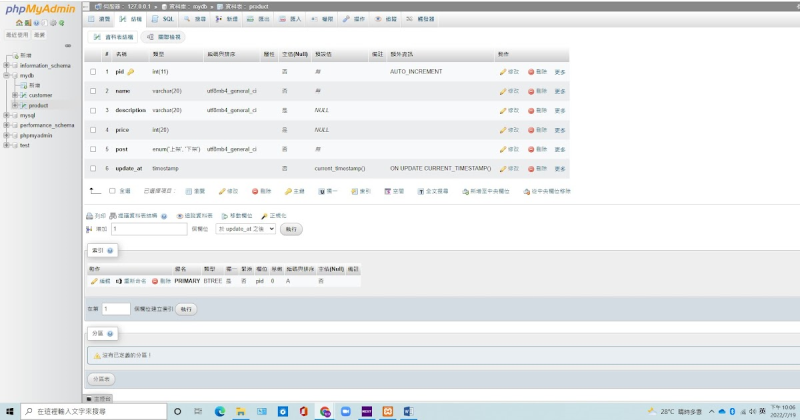 phpMyAdmin
伺服器: 127.0.0.1 » 資料庫: mydb » 資料表: product
瀏覽 結構 SQL 搜尋 新增 匯出 匯入 權限 操作 追蹤 觸發器
最近使用 最愛
資料表結構 關聯檢視
新增
information_schema
mydb
新增
customer
product
mysql
performance_schema
phpmyadmin
test
# 名稱 類型 編碼與排序 屬性 空值(Null) 預設值 備註 額外資訊 動作
1 pid int(11) 否 無 AUTO_INCREMENT 修改 刪除 更多
2 name varchar(20) utf8mb4_general_ci 否 無 修改 刪除 更多
3 description varchar(20) utf8mb4_general_ci 是 NULL 修改 刪除 更多
4 price int(20) 是 NULL 修改 刪除 更多
5 post enum('上架', '下架') utf8mb4_general_ci 是 NULL 修改 刪除 更多
6 update_at timestamp 否 current_timestamp() ON UPDATE CURRENT_TIMESTAMP() 修改 刪除 更多
全選 已選擇項目: 瀏覽 修改 刪除 主鍵 唯一 索引 空間 全文搜尋 新增至中央欄位 從中央欄位移除
列印 追蹤資料表 移動欄位 正規化
新增 1 個欄位 於 update_at 之後 執行
索引
動作 鍵名 類型 唯一 緊湊 欄位 基數 編碼與排序 空值(Null) 備註
編輯 重新命名 刪除 PRIMARY BTREE 是 否 pid 0 A 否
在第 1 個欄位建立索引 執行
分區
沒有已定義的分區!
分區表
主控台
在這裡輸入文字來搜尋
28°C 局部多雲
英
下午 10:06
2022/7/19